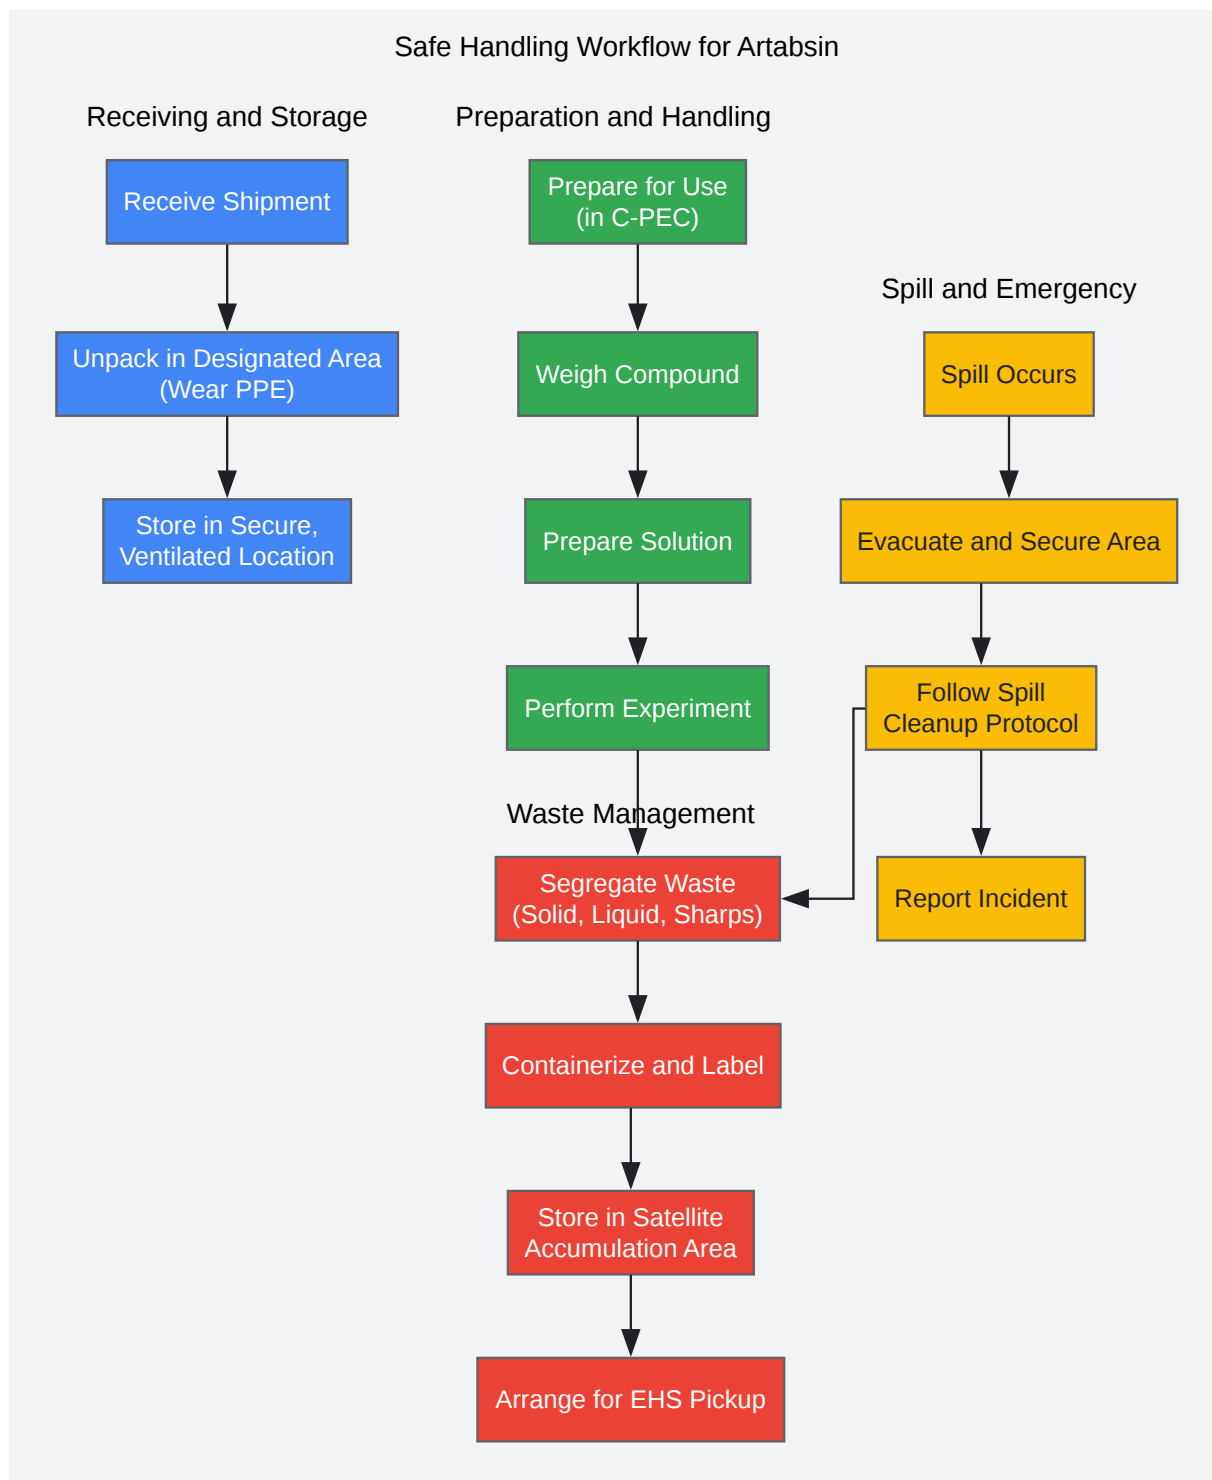 Safe Handling Workflow for Artabsin
Receiving and Storage
Receive Shipment
Unpack in Designated Area
(Wear PPE)
Store in Secure,
Ventilated Location
Preparation and Handling
Prepare for Use
(in C-PEC)
Weigh Compound
Prepare Solution
Perform Experiment
Spill and Emergency
Spill Occurs
Evacuate and Secure Area
Follow Spill
Cleanup Protocol
Report Incident
Waste Management
Segregate Waste
(Solid, Liquid, Sharps)
Containerize and Label
Store in Satellite
Accumulation Area
Arrange for EHS Pickup